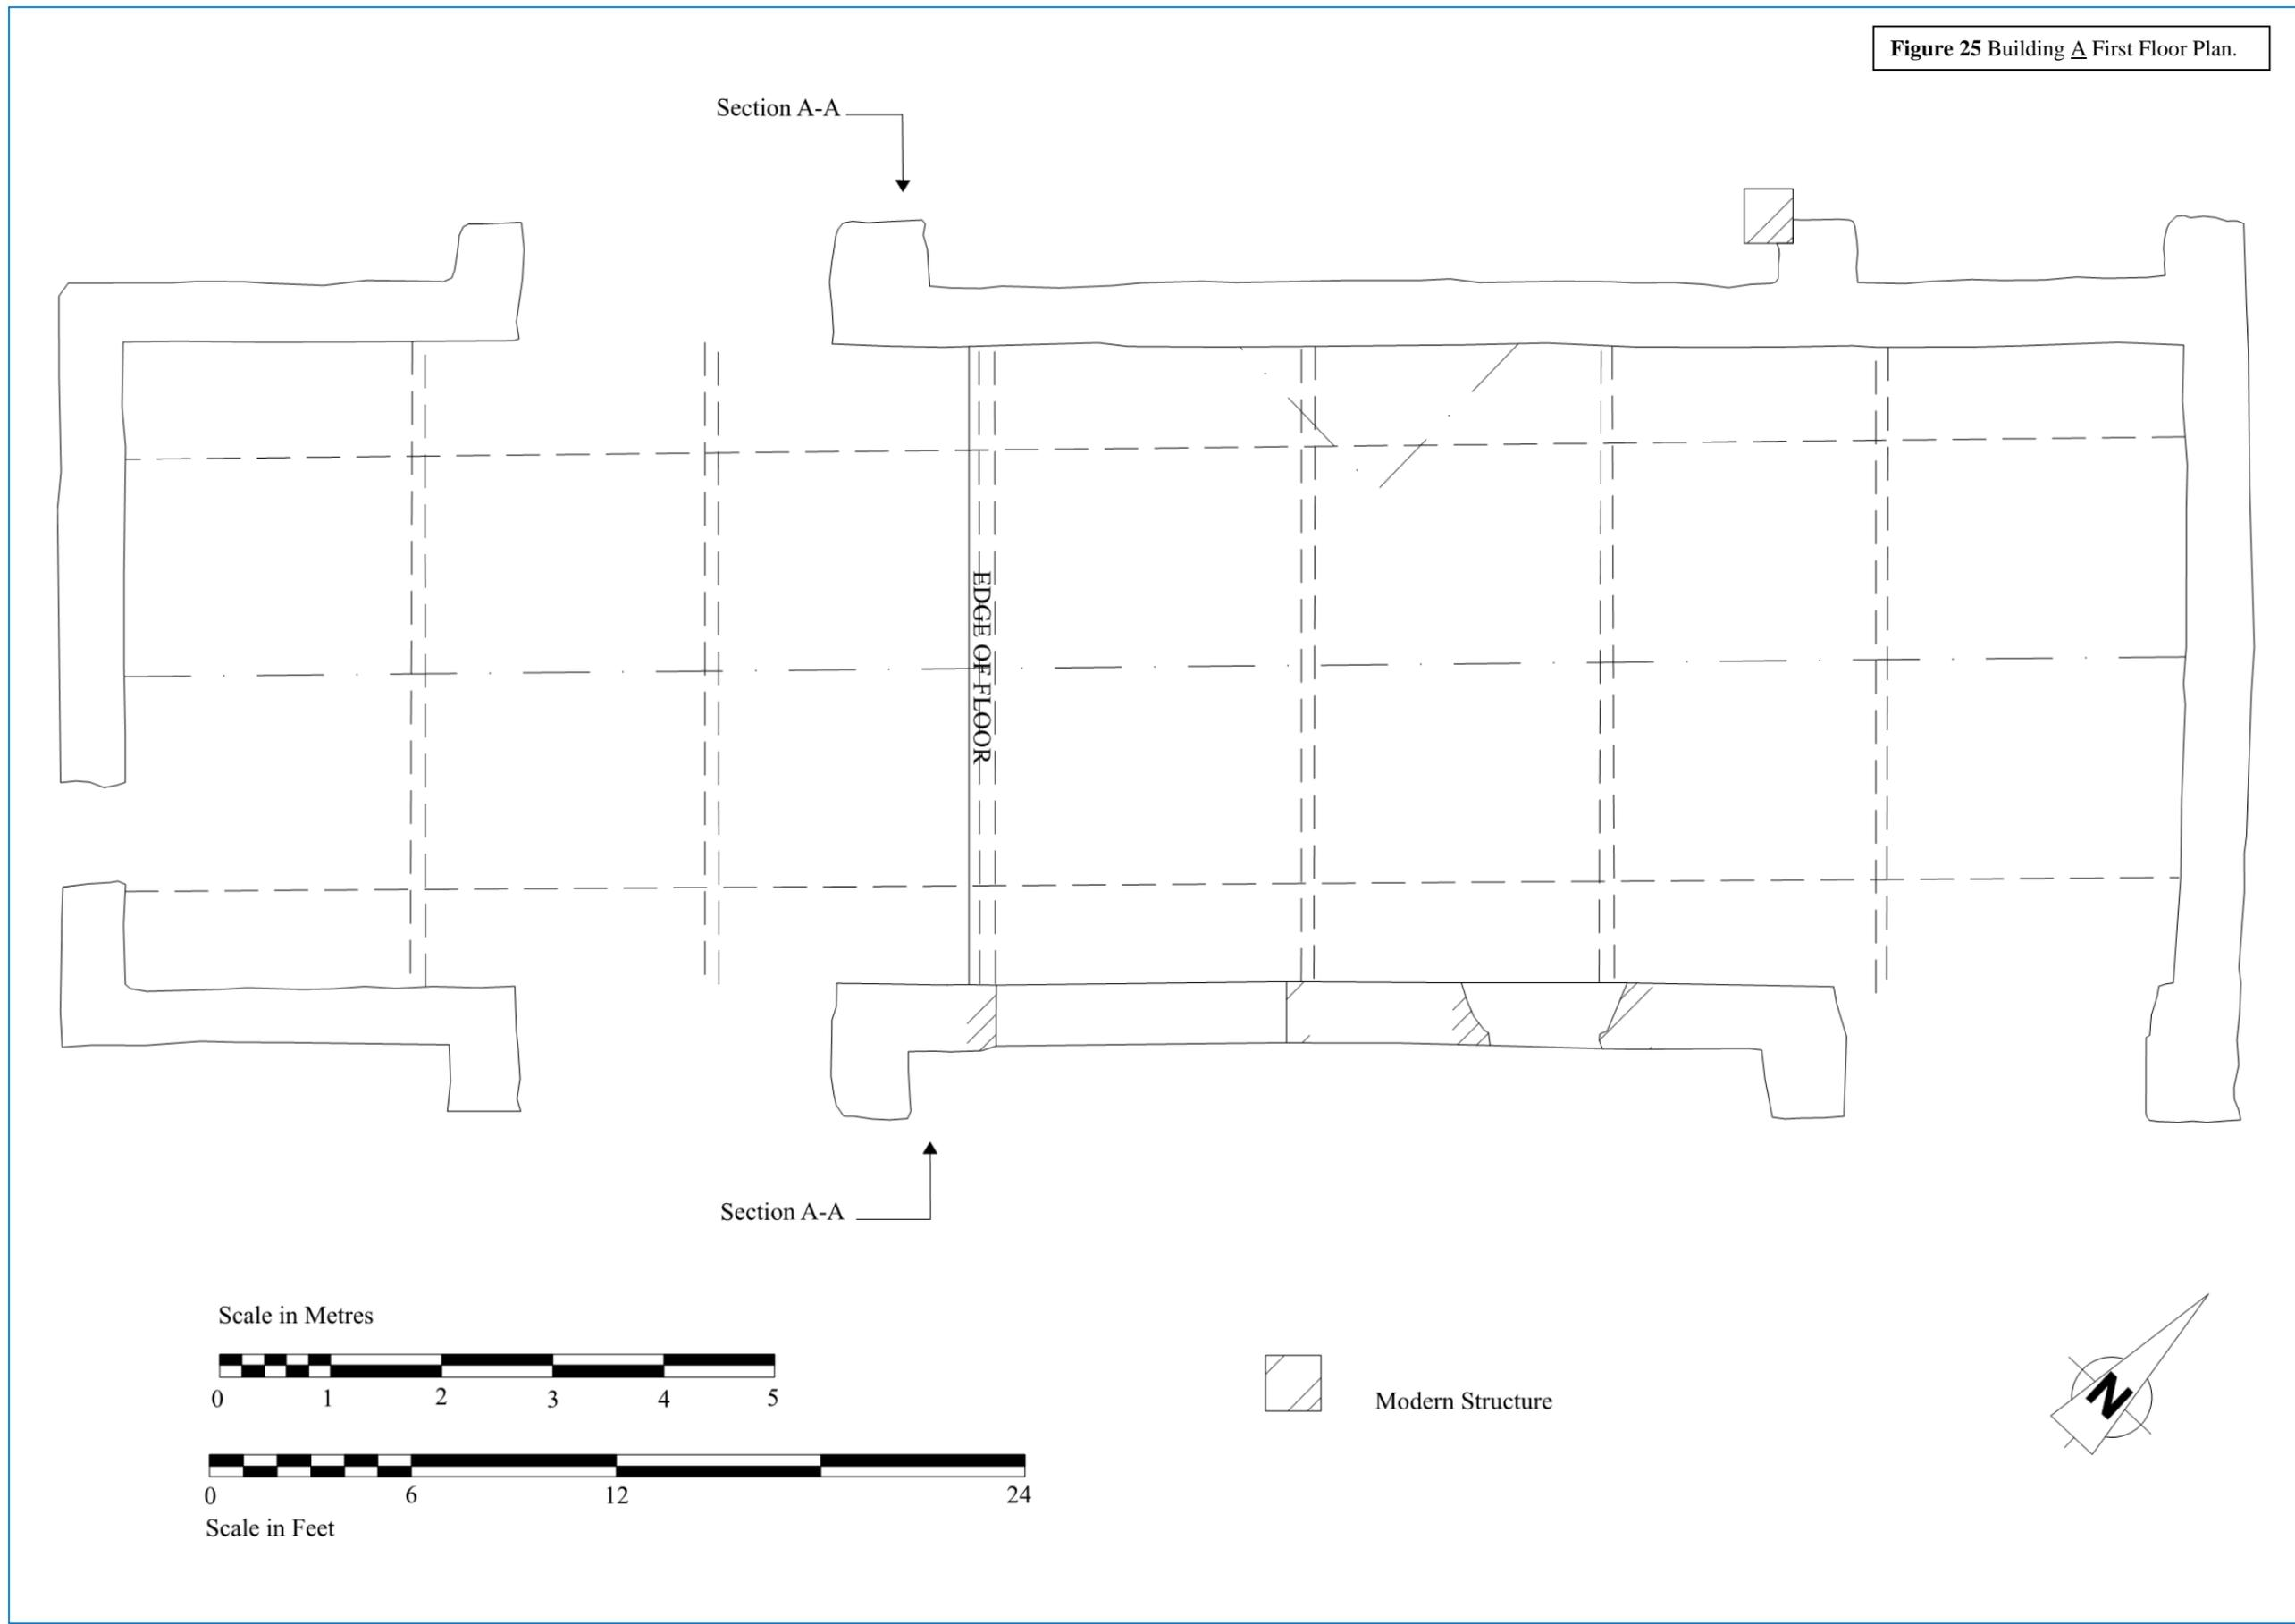 Figure 25 Building A First Floor Plan.
Section A-A
EDGE OF FLOOR
Section A-A
Scale in Metres
0 1 2 3 4 5
Modern Structure
N
0 6 12 24
Scale in Feet